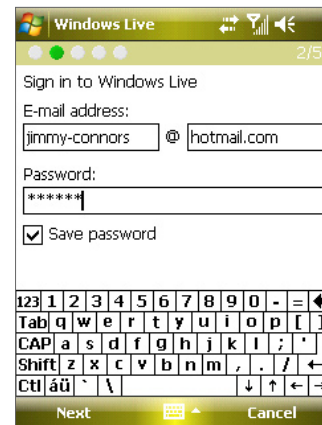 Windows Live
2/5
Sign in to Windows Live
E-mail address:
jimmy-connors @ hotmail.com
Password:
******
Save password
123 1 2 3 4 5 6 7 8 9 0 - =
Tab q w e r t y u i o p [ ]
CAP a s d f g h j k l ; '
Shift z x c v b n m , . / ←
Ctl áü ` \ ↓ ↑ ← →
Next Cancel